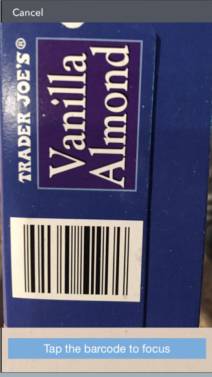 Cancel
TRADER JOE'S®
Vanilla
Almond
Tap the barcode to focus